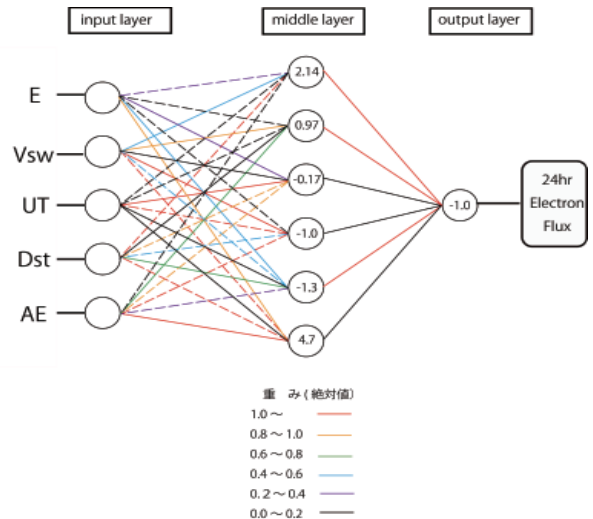 input layer
middle layer
output layer
E
Vsw
UT
Dst
AE
2.14
0.97
-0.17
-1.0
-1.3
4.7
-1.0
24hr
Electron
Flux
重 み(絶対値)
1.0～
0.8～1.0
0.6～0.8
0.4～0.6
0.2～0.4
0.0～0.2